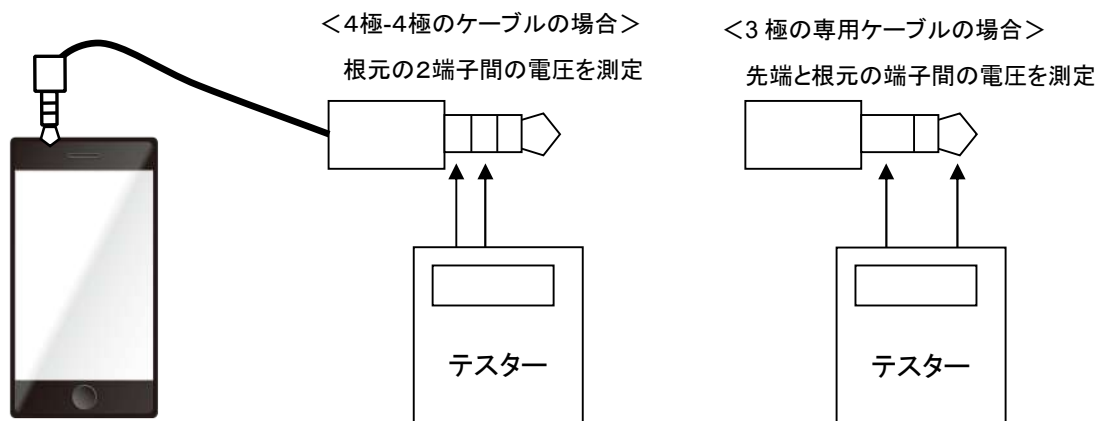 ＜4極-4極のケーブルの場合＞
根元の2端子間の電圧を測定
＜3 極の専用ケーブルの場合＞
先端と根元の端子間の電圧を測定
テスター
テスター